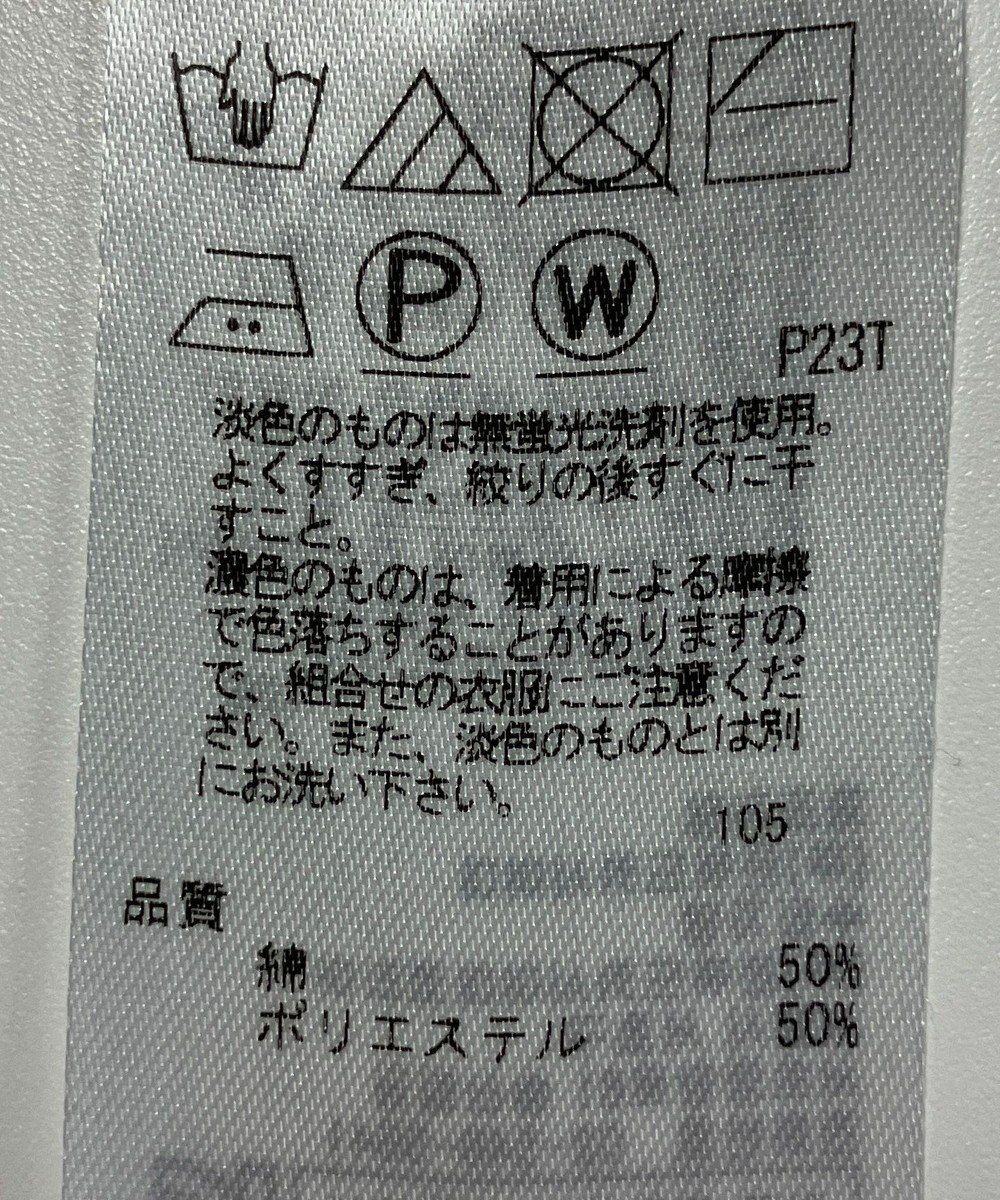 P W
P23T
淡色のものは無蛍光洗剤を使用。
よくすすぎ、絞りの後すぐに干
すこと。
濃色のものは、着用による摩擦
で色落ちすることがありますの
で、組合せの衣服にご注意くだ
さい。また、淡色のものとは別
にお洗い下さい。
105
品質
綿 50%
ポリエステル 50%